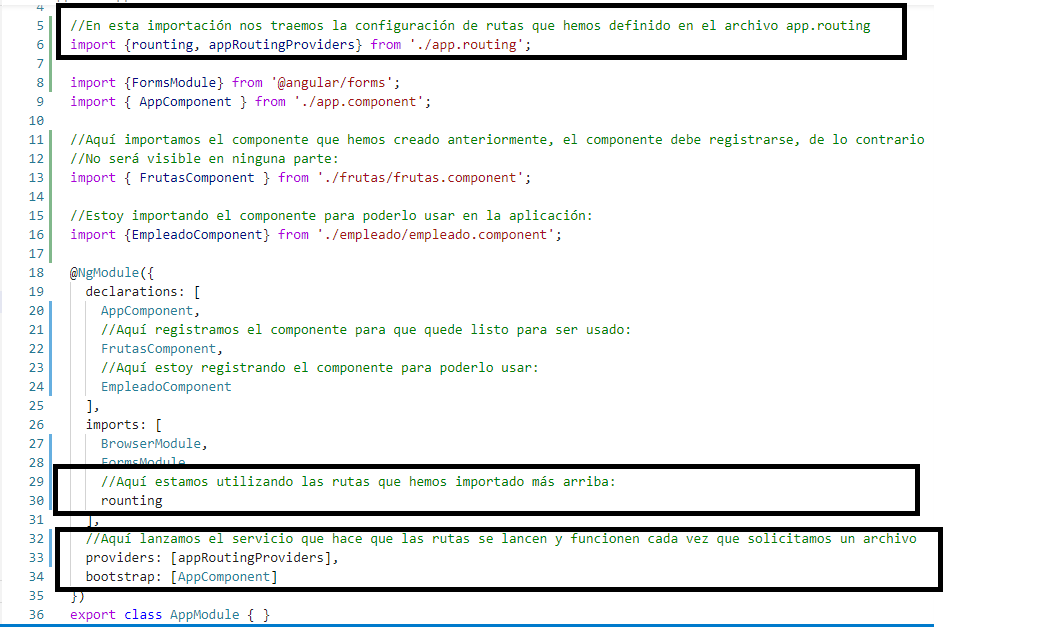 4
5 //En esta importación nos traemos la configuración de rutas que hemos definido en el archivo app.routing
6 import {rounting, appRoutingProviders} from './app.routing';
7
8 import {FormsModule} from '@angular/forms';
9 import { AppComponent } from './app.component';
10
11 //Aquí importamos el componente que hemos creado anteriormente, el componente debe registrarse, de lo contrario
12 //No será visible en ninguna parte:
13 import { FrutasComponent } from './frutas/frutas.component';
14
15 //Estoy importando el componente para poderlo usar en la aplicación:
16 import {EmpleadoComponent} from './empleado/empleado.component';
17
18 @NgModule({
19 declarations: [
20 AppComponent,
21 //Aquí registramos el componente para que quede listo para ser usado:
22 FrutasComponent,
23 //Aquí estoy registrando el componente para poderlo usar:
24 EmpleadoComponent
25 ],
26 imports: [
27 BrowserModule,
28 FormsModule
29 //Aquí estamos utilizando las rutas que hemos importado más arriba:
30 rounting
31 ],
32 //Aquí lanzamos el servicio que hace que las rutas se lancen y funcionen cada vez que solicitamos un archivo
33 providers: [appRoutingProviders],
34 bootstrap: [AppComponent]
35 })
36 export class AppModule { }